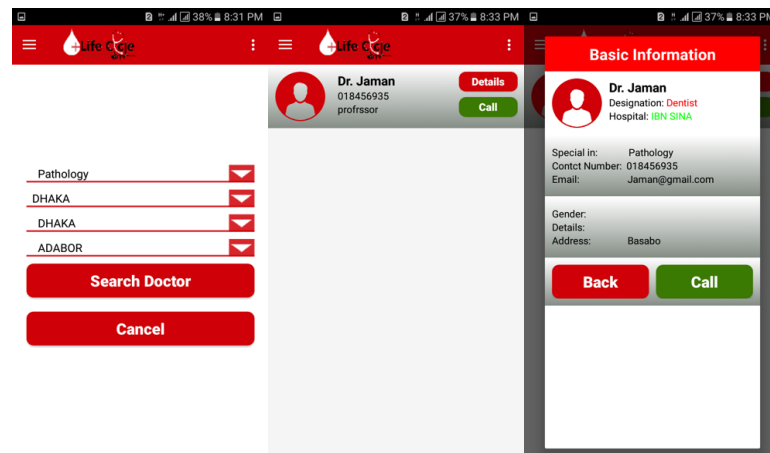 38% 8:31 PM
+Life Cycle
Pathology
DHAKA
DHAKA
ADABOR
Search Doctor
Cancel
37% 8:33 PM
+Life Cycle
Dr. Jaman
018456935
profrssor
Details
Call
37% 8:33 PM
Basic Information
Dr. Jaman
Designation: Dentist
Hospital: IBN SINA
Special in: Pathology
Contct Number: 018456935
Email: Jaman@gmail.com
Gender:
Details:
Address: Basabo
Back
Call